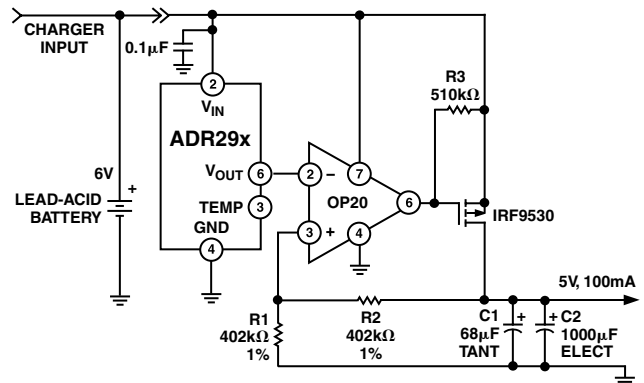 CHARGER
INPUT
0.1μF
2
V_IN
ADR29x
V_OUT
6
TEMP
3
GND
4
6V
+
LEAD-ACID
BATTERY
2
−
7
OP20
6
3
+
4
R3
510kΩ
IRF9530
5V, 100mA
R1
402kΩ
1%
R2
402kΩ
1%
C1
68μF
TANT
+
+
C2
1000μF
ELECT